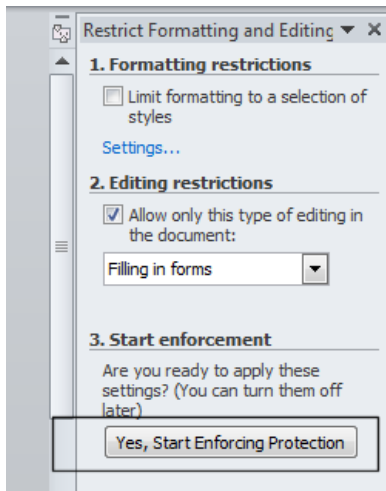 Restrict Formatting and Editing
1. Formatting restrictions
Limit formatting to a selection of
styles
Settings...
2. Editing restrictions
Allow only this type of editing in
the document:
Filling in forms
3. Start enforcement
Are you ready to apply these
settings? (You can turn them off
later)
Yes, Start Enforcing Protection